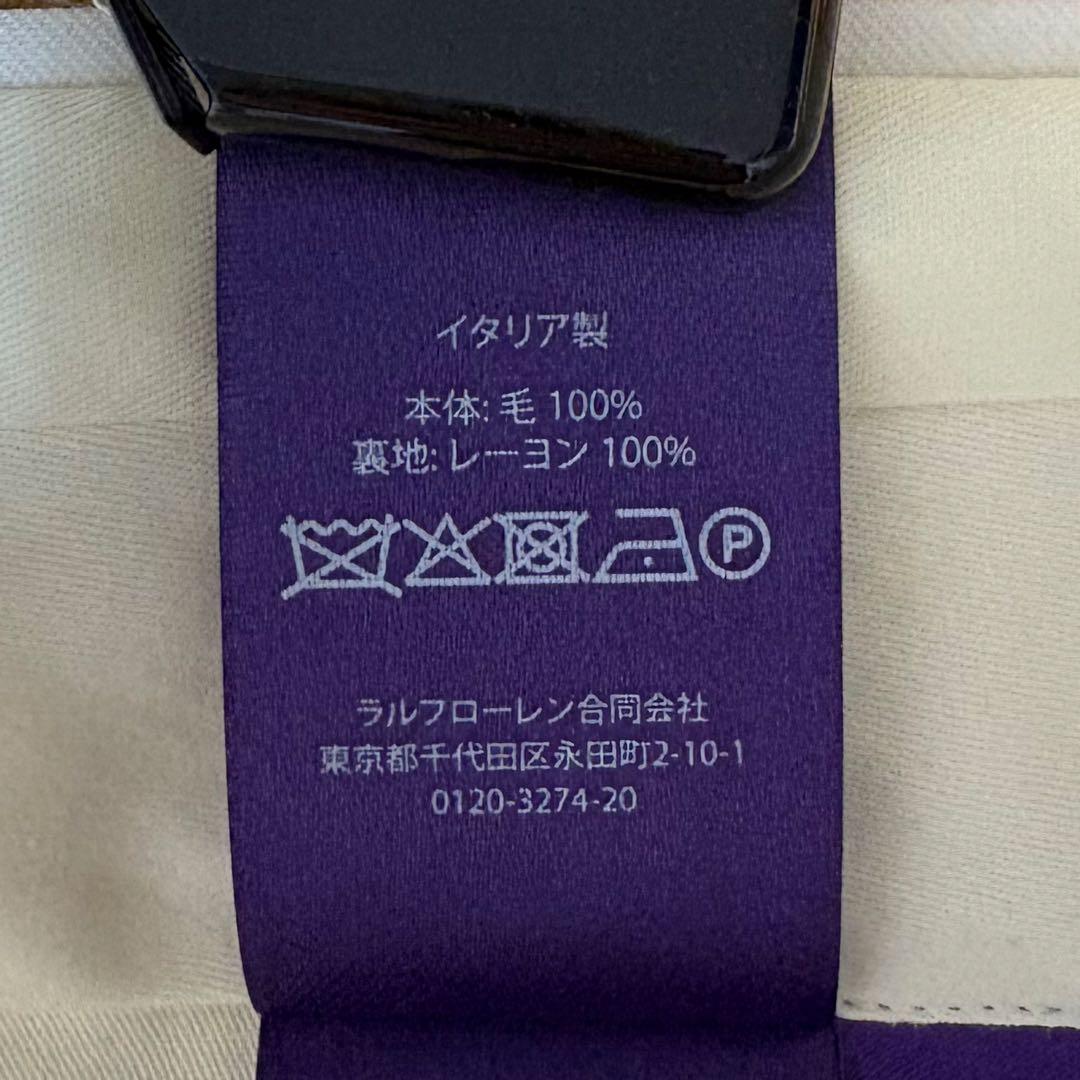 イタリア製
本体: 毛 100%
裏地: レーヨン 100%
P
ラルフローレン合同会社
東京都千代田区永田町2-10-1
0120-3274-20